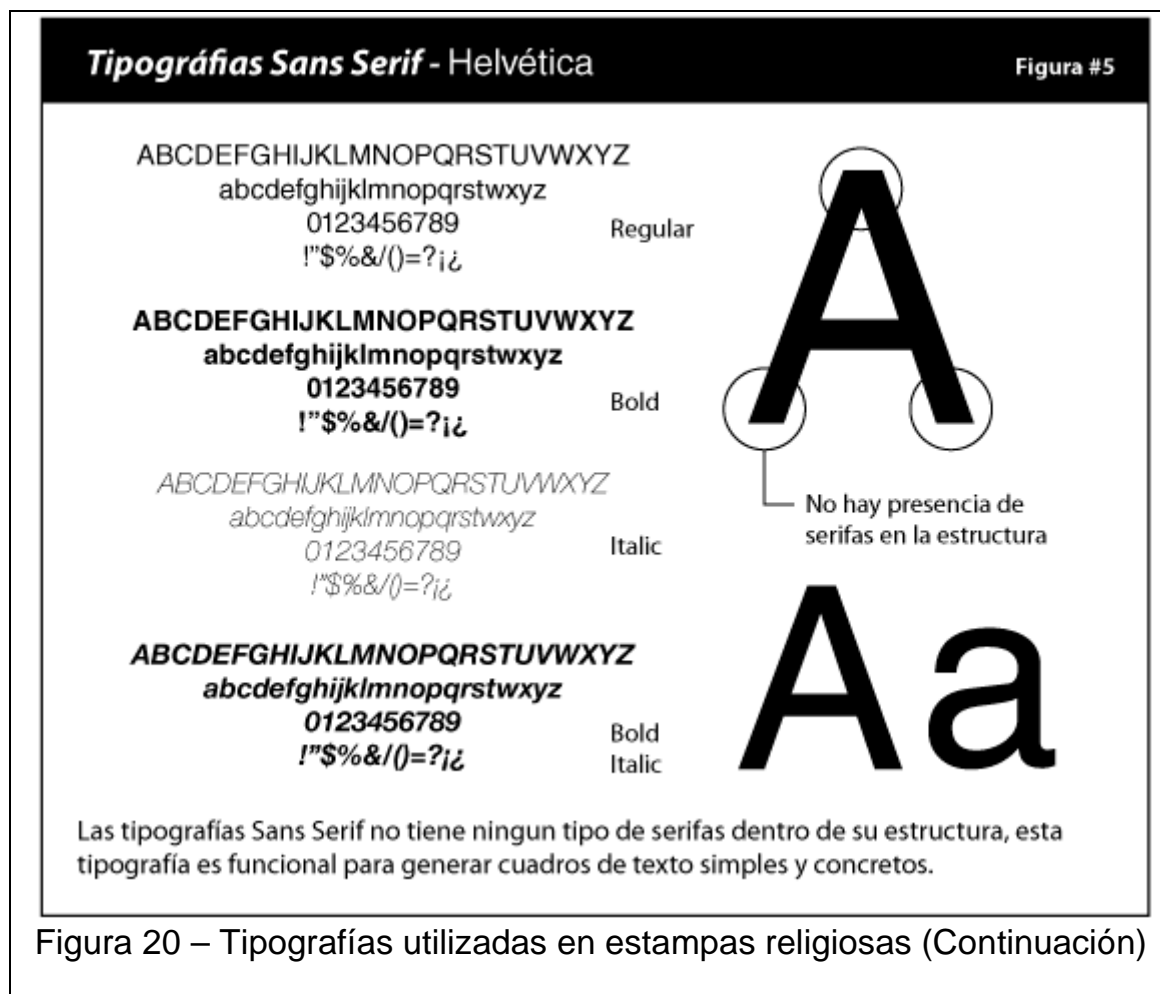 Tipográfias Sans Serif - Helvética
Figura #5
ABCDEFGHIJKLMNOPQRSTUVWXYZ
abcdefghijklmnopqrstwxyz
0123456789
!"$%&/()=?¡¿
Regular
ABCDEFGHIJKLMNOPQRSTUVWXYZ
abcdefghijklmnopqrstwxyz
0123456789
!"$%&/()=?¡¿
Bold
ABCDEFGHIJKLMNOPQRSTUVWXYZ
abcdefghijklmnopqrstwxyz
0123456789
!"$%&/()=?¡¿
Italic
ABCDEFGHIJKLMNOPQRSTUVWXYZ
abcdefghijklmnopqrstwxyz
0123456789
!"$%&/()=?¡¿
Bold
Italic
A
No hay presencia de
serifas en la estructura
Aa
Las tipografías Sans Serif no tiene ningun tipo de serifas dentro de su estructura, esta
tipografía es funcional para generar cuadros de texto simples y concretos.
Figura 20 – Tipografías utilizadas en estampas religiosas (Continuación)